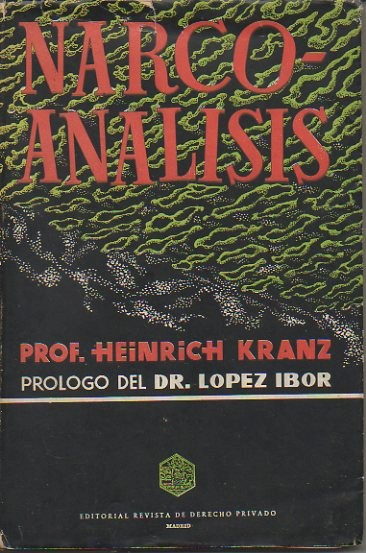 NARCO-
ANALISIS
PROF. HEINRICH KRANZ
PROLOGO DEL DR. LOPEZ IBOR
EDITORIAL REVISTA DE DERECHO PRIVADO
MADRID